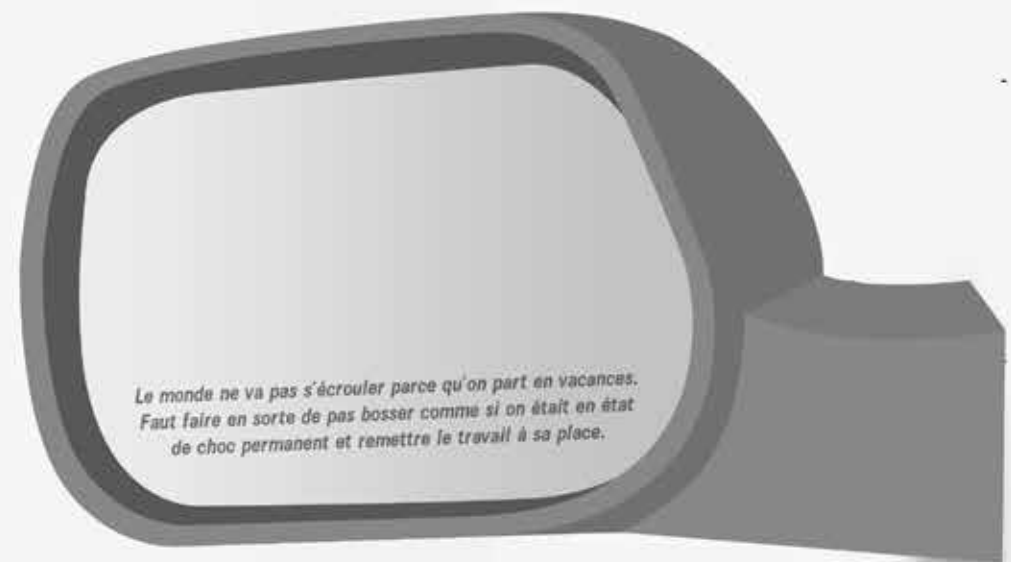 Le monde ne va pas s'écrouler parce qu'on part en vacances.
Faut faire en sorte de pas bosser comme si on était en état
de choc permanent et remettre le travail à sa place.